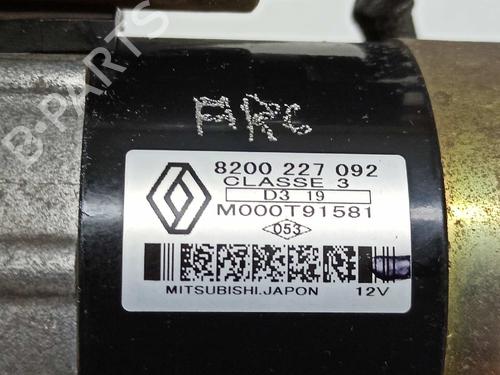 B-PARTS
ARC
8200 227 092
CLASSE 3
D3 19
M000T91581
053
MITSUBISHI.JAPON 12V